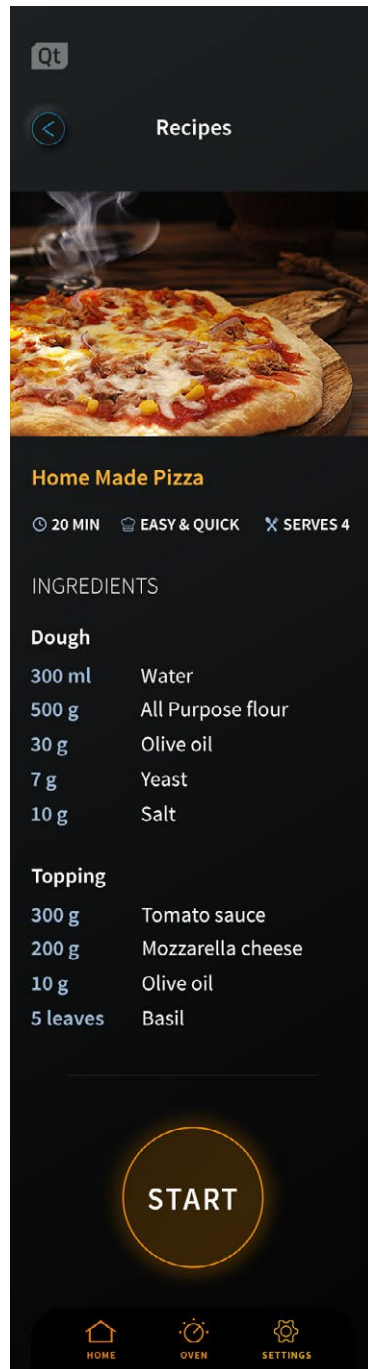 Qt
Recipes
Home Made Pizza
20 MIN EASY & QUICK SERVES 4
INGREDIENTS
Dough
300 ml Water
500 g All Purpose flour
30 g Olive oil
7 g Yeast
10 g Salt
Topping
300 g Tomato sauce
200 g Mozzarella cheese
10 g Olive oil
5 leaves Basil
START
HOME OVEN SETTINGS